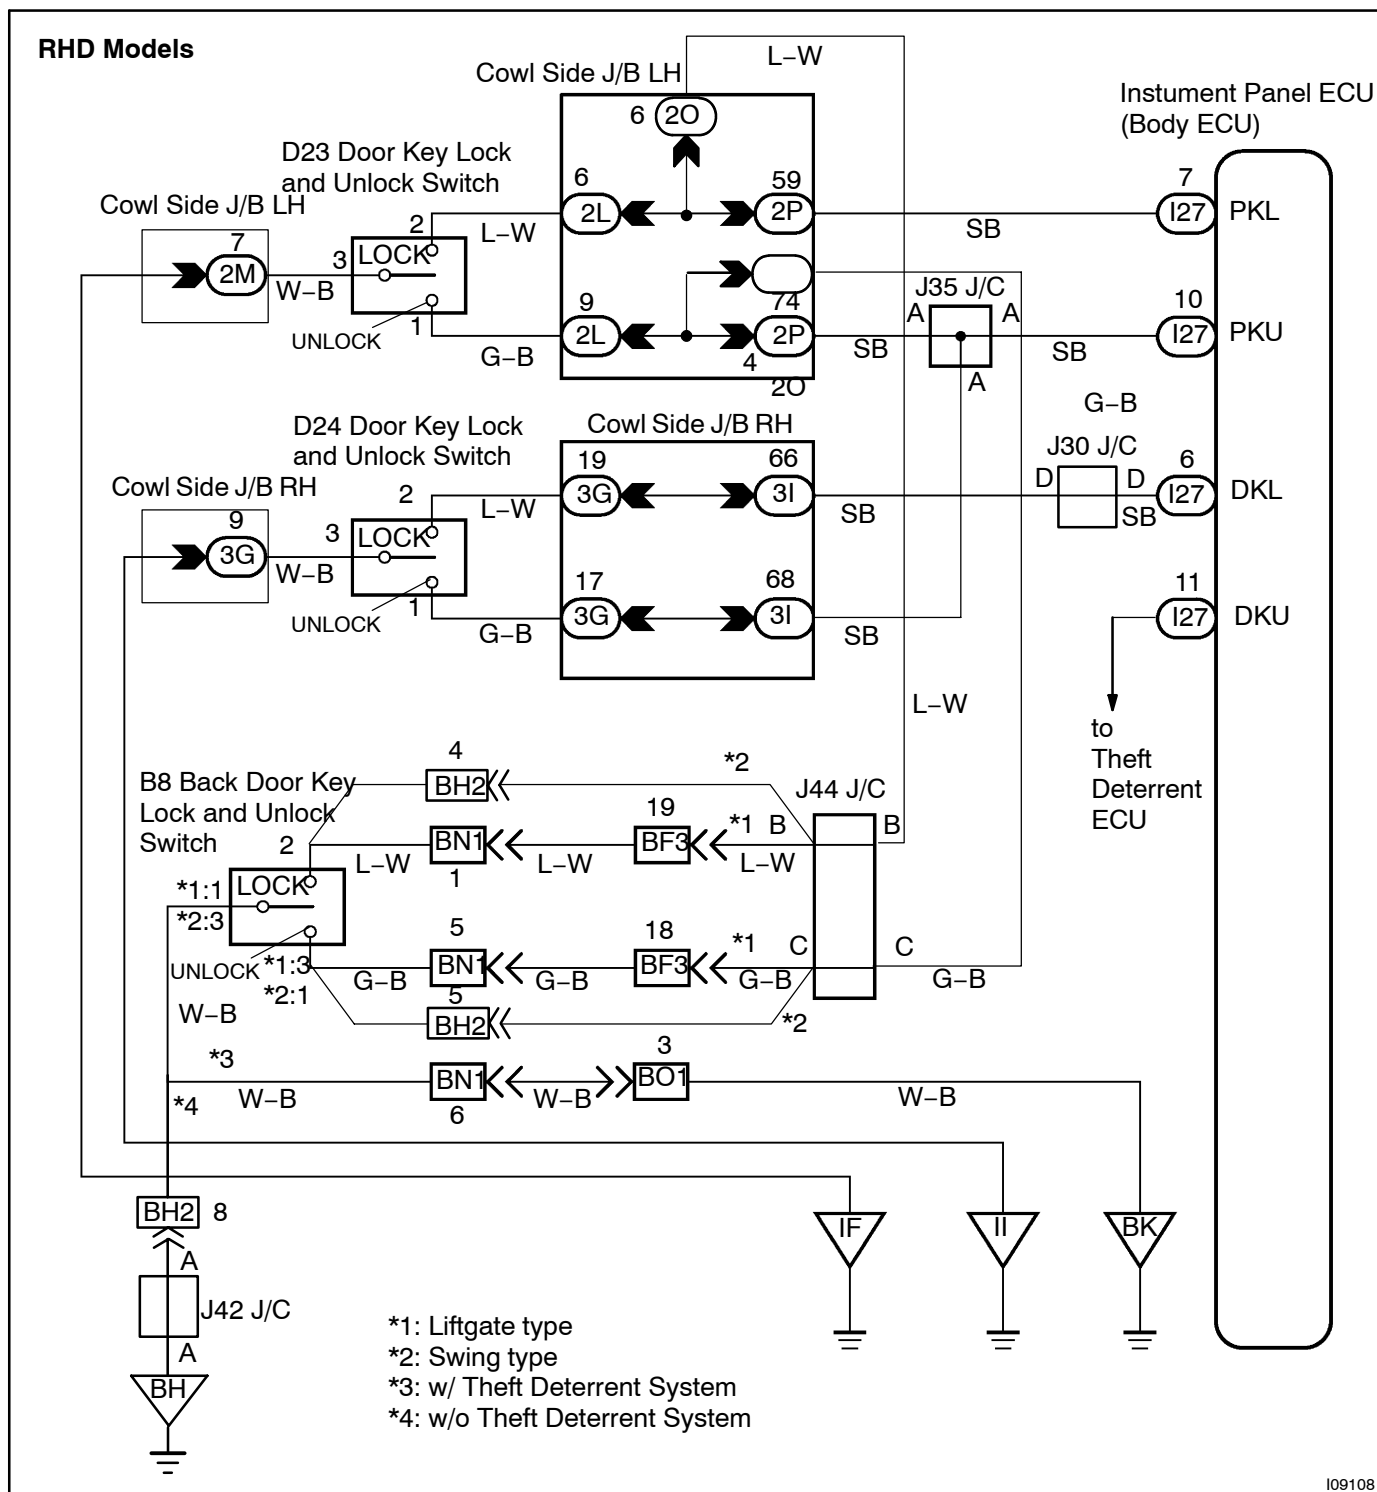 RHD Models
L–W
Cowl Side J/B LH
Instument Panel ECU
(Body ECU)
6 2O
D23 Door Key Lock
and Unlock Switch
Cowl Side J/B LH
6
2L
59
2P
7
I27
PKL
SB
2
L–W
7
2M
W–B
3
LOCK
UNLOCK
1
G–B
9
2L
74
2P
4
2O
SB
J35 J/C
A
A
A
SB
10
I27
PKU
G–B
D24 Door Key Lock
and Unlock Switch
Cowl Side J/B RH
Cowl Side J/B RH
19
3G
66
3I
SB
J30 J/C
D
D
SB
6
I27
DKL
2
L–W
9
3G
W–B
3
LOCK
UNLOCK
1
G–B
17
3G
68
3I
SB
11
I27
DKU
to
Theft
Deterrent
ECU
L–W
B8 Back Door Key
Lock and Unlock
Switch
4
BH2
*2
J44 J/C
2
L–W
BN1
1
L–W
19
BF3
*1
L–W
B
B
*1:1
*2:3
LOCK
UNLOCK
*1:3
*2:1
G–B
5
BN1
G–B
18
BF3
*1
G–B
C
C
G–B
5
BH2
*2
W–B
*3
*4
W–B
BN1
6
W–B
3
BO1
W–B
BH2
8
A
J42 J/C
A
BH
IF
II
BK
*1: Liftgate type
*2: Swing type
*3: w/ Theft Deterrent System
*4: w/o Theft Deterrent System
I09108